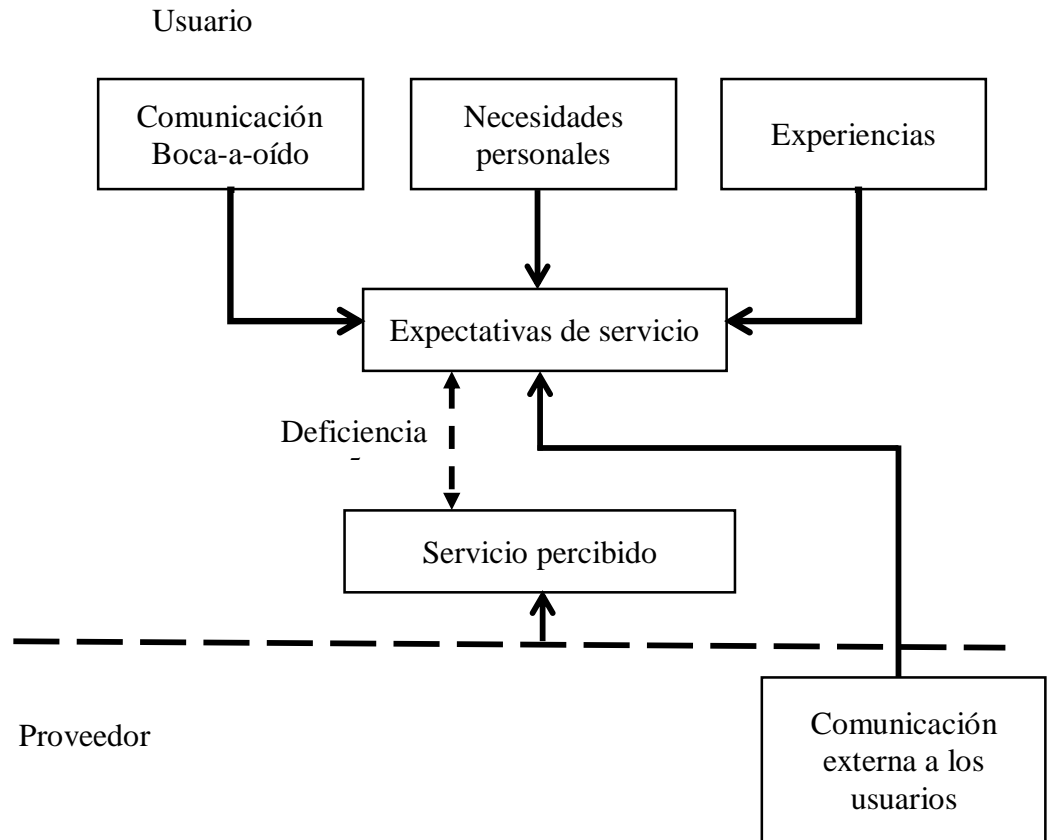 Usuario
Comunicación
Boca-a-oído
Necesidades
personales
Experiencias
Expectativas de servicio
Deficiencia
Servicio percibido
Proveedor
Comunicación
externa a los
usuarios